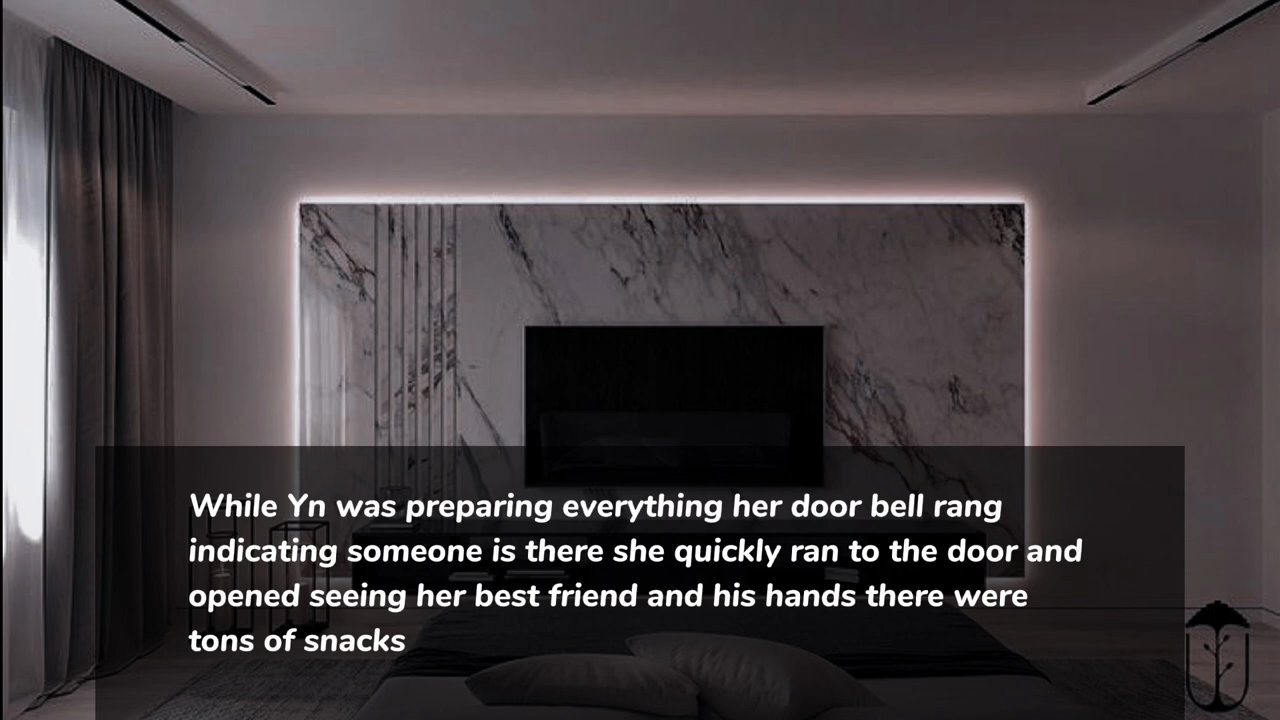 While Yn was preparing everything her door bell rang
indicating someone is there she quickly ran to the door and
opened seeing her best friend and his hands there were
tons of snacks